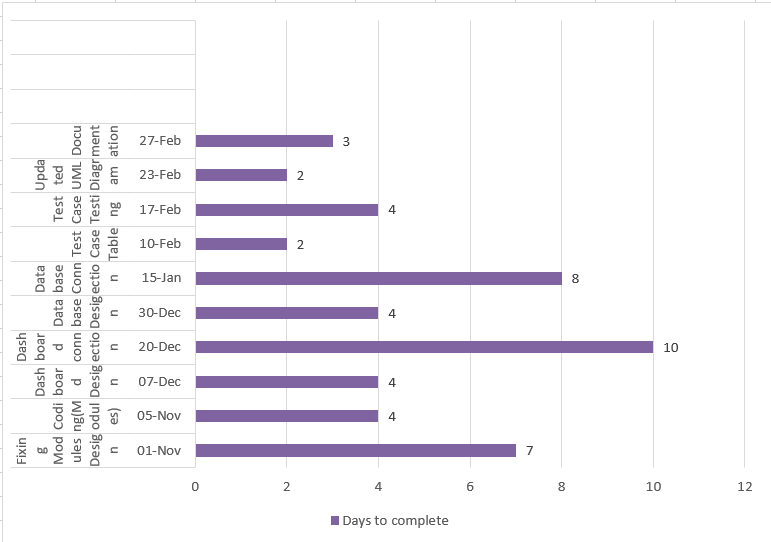 Docu
ment
ation
27-Feb
3
Upda
ted
UML
Diagr
am
23-Feb
2
Test
Case
Testi
ng
17-Feb
4
Test
Case
Table
10-Feb
2
Data
base
Conn
ectio
n
15-Jan
8
Data
base
Desig
n
30-Dec
4
Dash
boar
d
conn
ectio
n
20-Dec
10
Dash
boar
d
Desig
n
07-Dec
4
Codi
ng(M
odul
es)
05-Nov
4
Fixin
g
Mod
ules
Desig
n
01-Nov
7
0 2 4 6 8 10 12
Days to complete